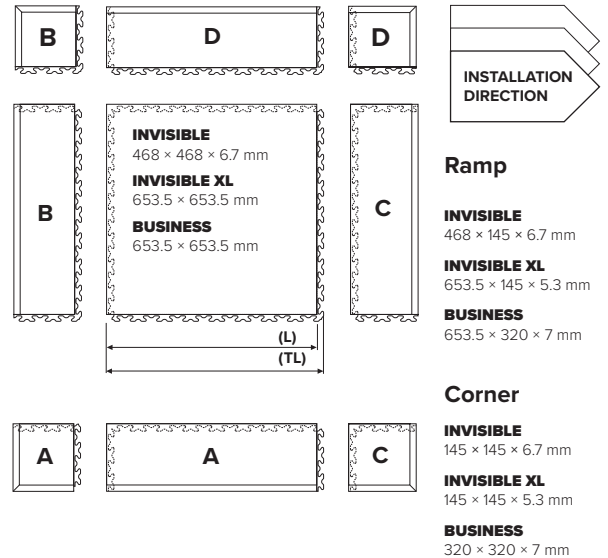 B
D
D
INSTALLATION
DIRECTION
B
INVISIBLE
468 × 468 × 6.7 mm
INVISIBLE XL
653.5 × 653.5 mm
BUSINESS
653.5 × 653.5 mm
C
(L)
(TL)
A
A
C
Ramp
INVISIBLE
468 × 145 × 6.7 mm
INVISIBLE XL
653.5 × 145 × 5.3 mm
BUSINESS
653.5 × 320 × 7 mm
Corner
INVISIBLE
145 × 145 × 6.7 mm
INVISIBLE XL
145 × 145 × 5.3 mm
BUSINESS
320 × 320 × 7 mm